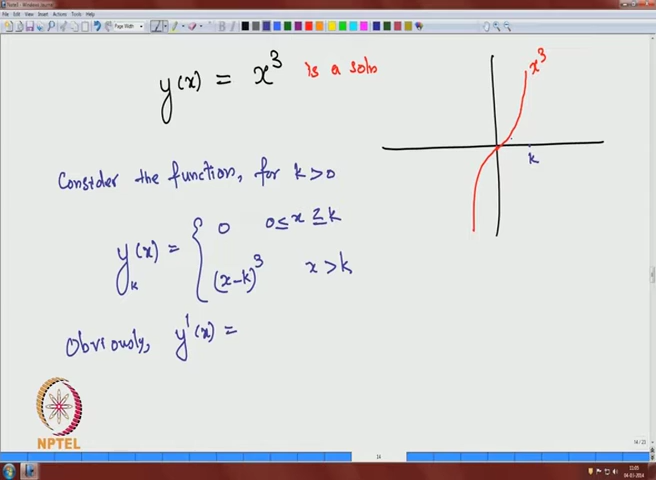 y(x) = x³ is a soln
x³
k
Consider the function, for k>0
y_k(x) = { 0 0≤x≤k
(x-k)³ x>k
Obviously, y'(x) =
NPTEL